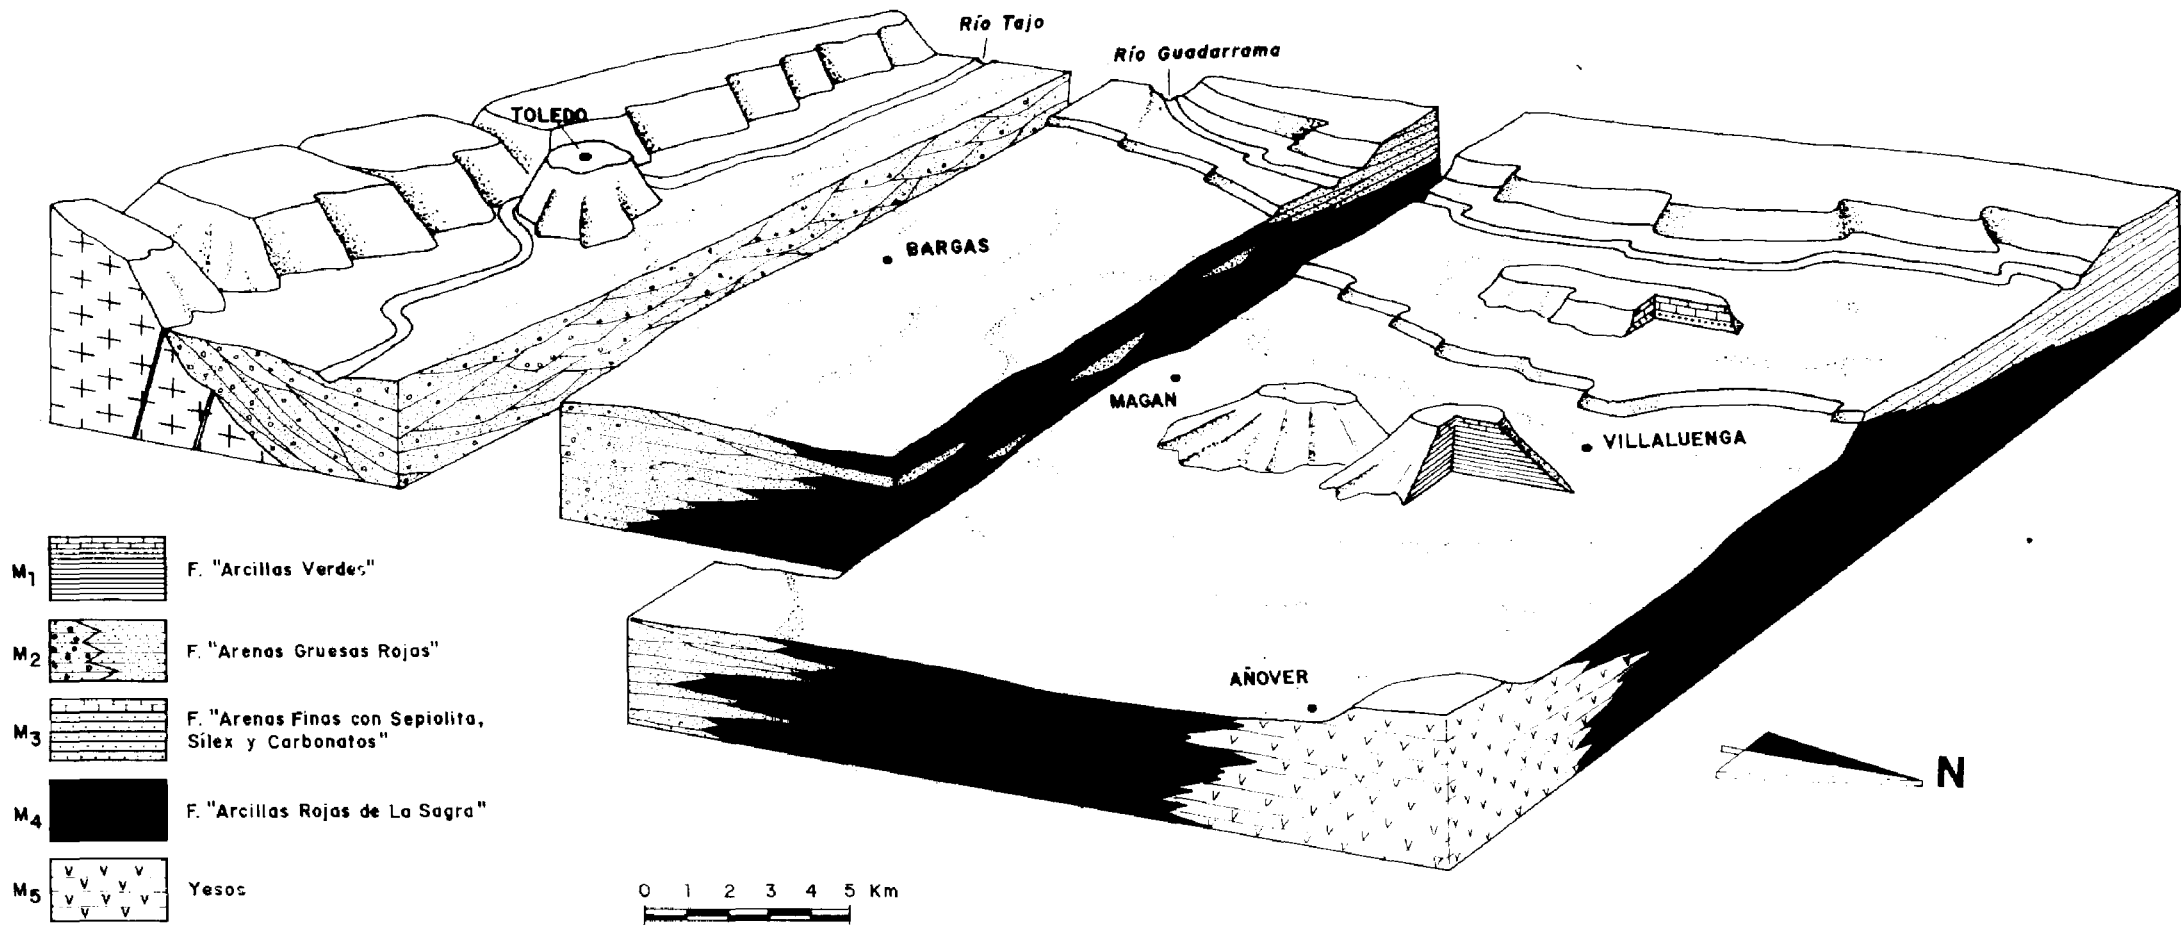 Río Tajo
Río Guadarrama
TOLEDO
BARGAS
MAGAN
VILLALUENGA
AÑOVER
M1 F. "Arcillas Verdes"
M2 F. "Arenas Gruesas Rojas"
M3 F. "Arenas Finas con Sepiolita,
Sílex y Carbonatos"
M4 F. "Arcillas Rojas de La Sagra"
M5 Yesos
0 1 2 3 4 5 Km
N